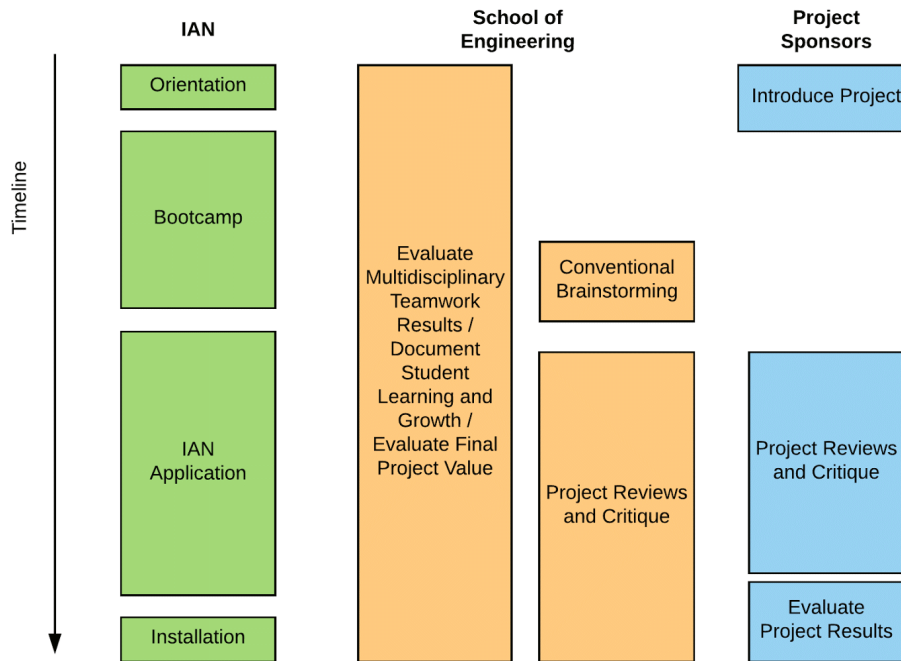 IAN
School of
Engineering
Project
Sponsors
Timeline
Orientation
Bootcamp
IAN
Application
Installation
Evaluate
Multidisciplinary
Teamwork
Results /
Document
Student
Learning and
Growth /
Evaluate Final
Project Value
Conventional
Brainstorming
Project Reviews
and Critique
Introduce Project
Project Reviews
and Critique
Evaluate
Project Results